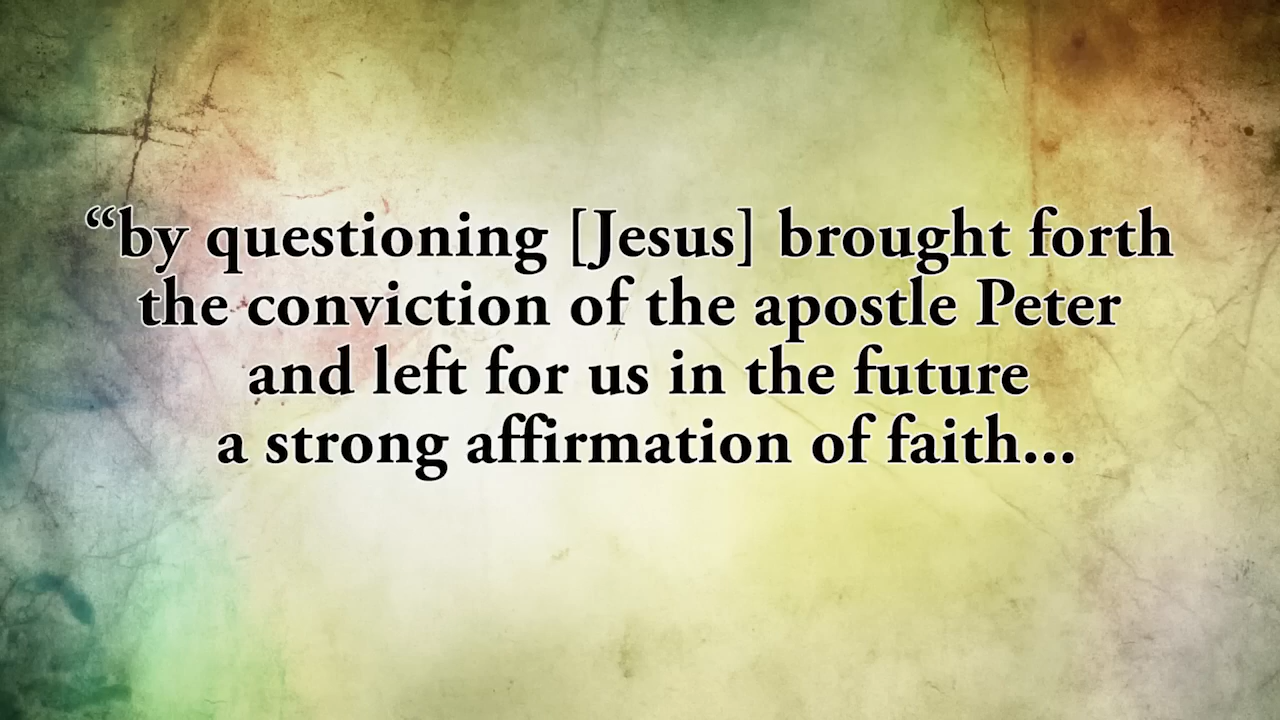 “by questioning [Jesus] brought forth
the conviction of the apostle Peter
and left for us in the future
a strong affirmation of faith...